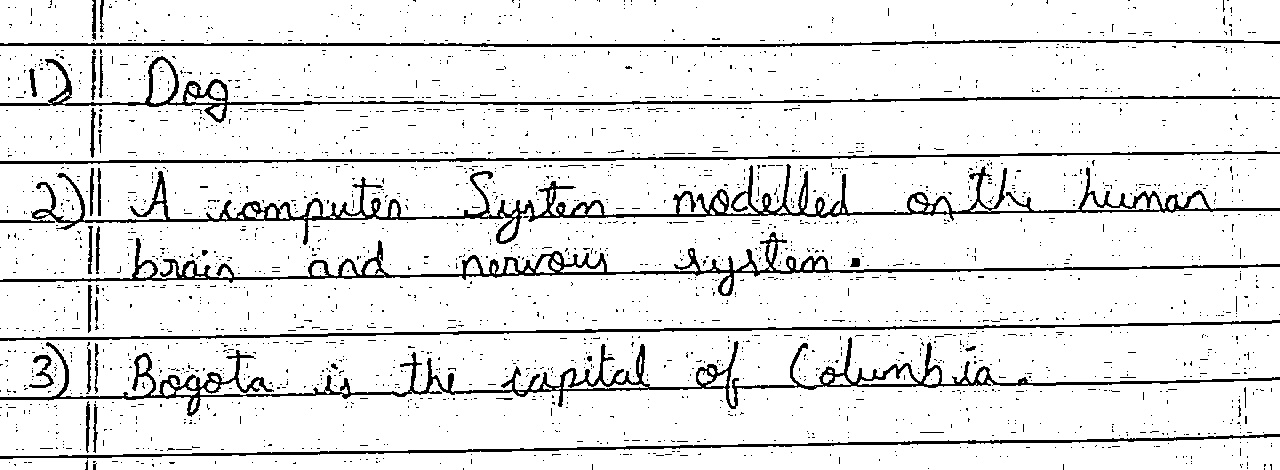 1) Dog
2) A computer System modelled on the human
brain and nervous system.
3) Bogota is the capital of Columbia.